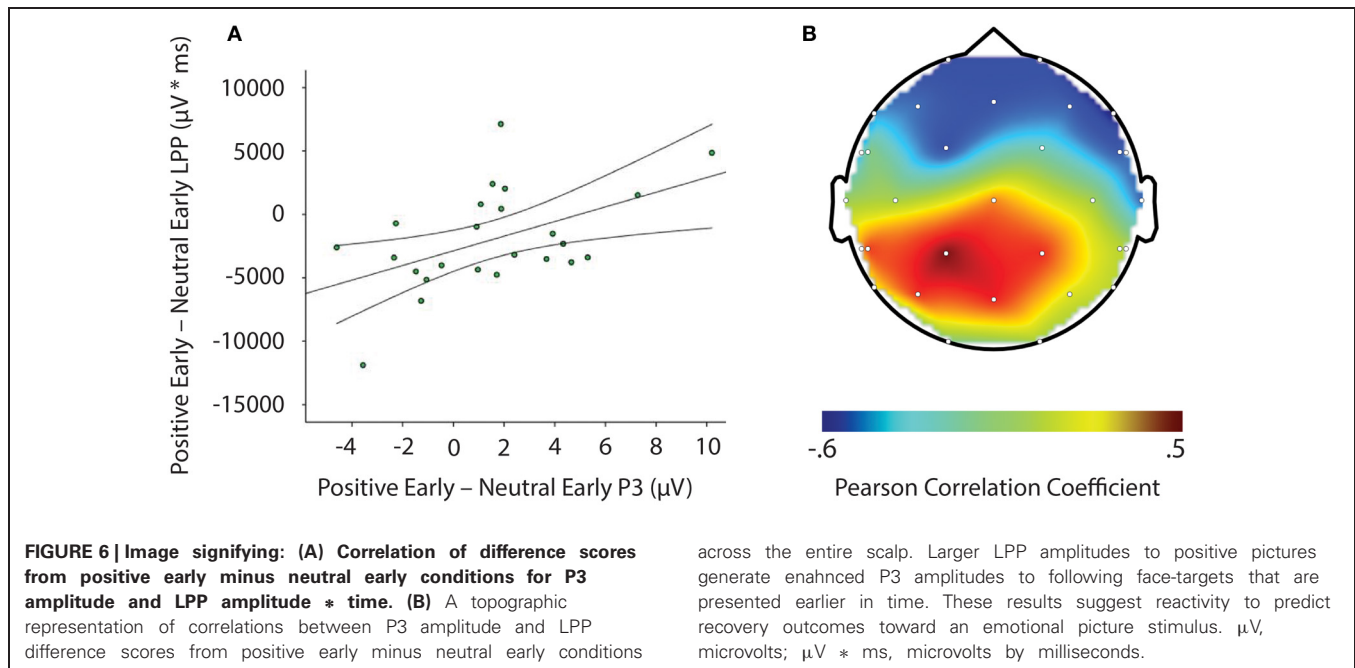 A
B
Positive Early – Neutral Early LPP (µV * ms)
10000
5000
0
-5000
-10000
-15000
-4 -2 0 2 4 6 8 10
Positive Early – Neutral Early P3 (µV)
-.6 .5
Pearson Correlation Coefficient
FIGURE 6 | Image signifying: (A) Correlation of difference scores
from positive early minus neutral early conditions for P3
amplitude and LPP amplitude * time. (B) A topographic
representation of correlations between P3 amplitude and LPP
difference scores from positive early minus neutral early conditions
across the entire scalp. Larger LPP amplitudes to positive pictures
generate enahnced P3 amplitudes to following face-targets that are
presented earlier in time. These results suggest reactivity to predict
recovery outcomes toward an emotional picture stimulus. µV,
microvolts; µV * ms, microvolts by milliseconds.